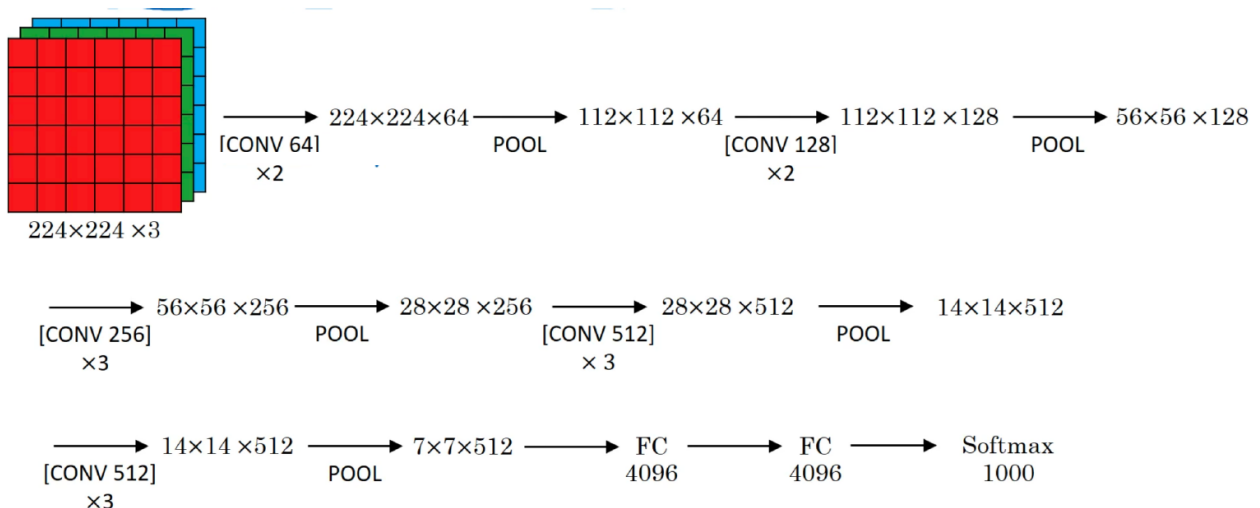 224×224×64
112×112 ×64
112×112 ×128
56×56 ×128
[CONV 64]
POOL
[CONV 128]
POOL
×2
×2
224×224 ×3
56×56 ×256
28×28 ×256
28×28 ×512
14×14×512
[CONV 256]
POOL
[CONV 512]
POOL
×3
× 3
14×14 ×512
7×7×512
FC
FC
Softmax
[CONV 512]
POOL
4096
4096
1000
×3